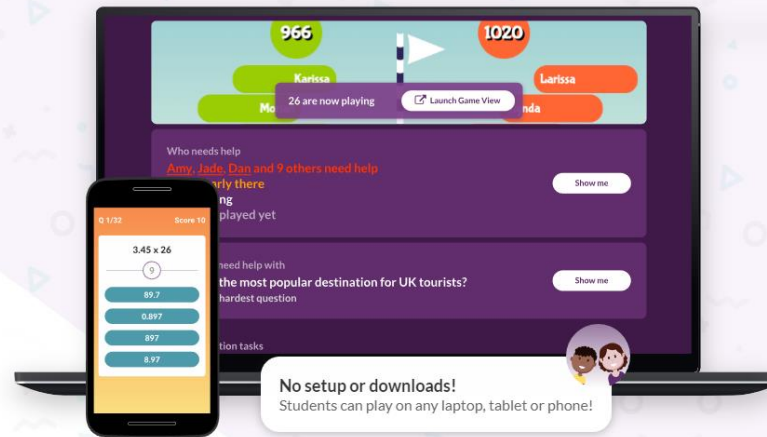 966
1020
Karissa
Larissa
Mo
nda
26 are now playing
Launch Game View
Who needs help
Amy, Jade, Dan and 9 others need help
arly there
ng
played yet
Show me
need help with
the most popular destination for UK tourists?
hardest question
Show me
tion tasks
Q 1/32
Score 10
3.45 x 26
9
89.7
0.897
897
8.97
No setup or downloads!
Students can play on any laptop, tablet or phone!